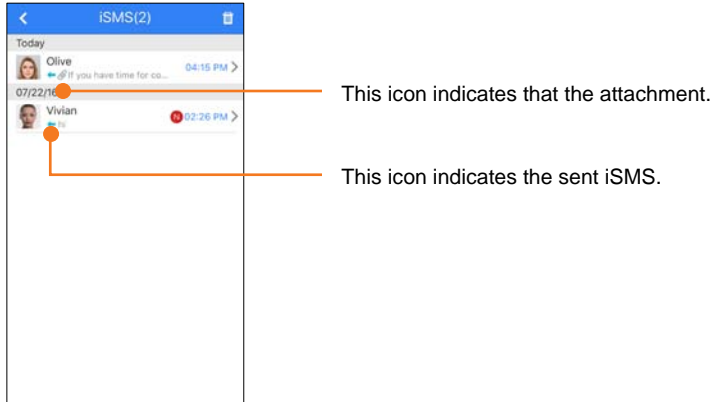 iSMS(2)
Today
Olive
If you have time for co...
04:15 PM
07/22/16
Vivian
hi
N 02:26 PM
This icon indicates that the attachment.
This icon indicates the sent iSMS.